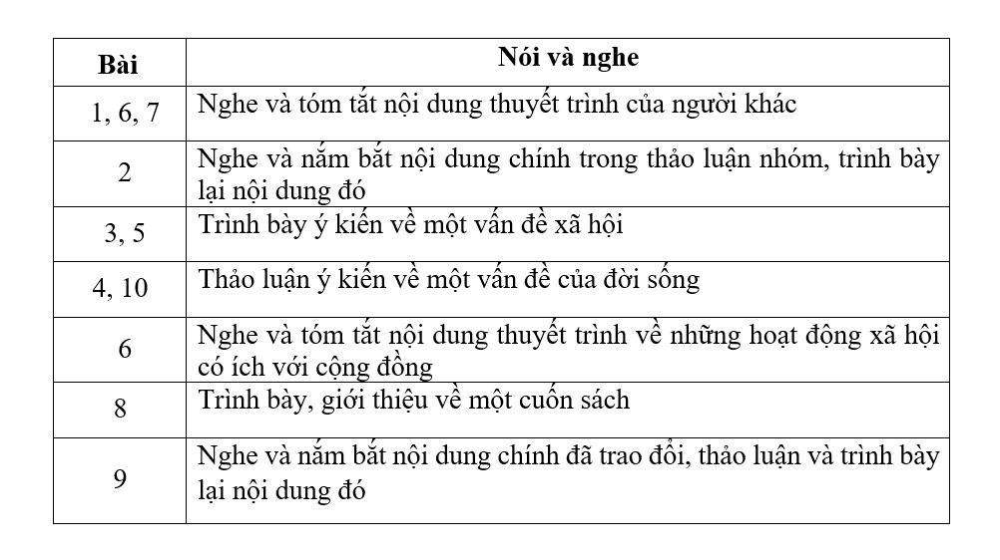 Bài
Nói và nghe
1, 6, 7
Nghe và tóm tắt nội dung thuyết trình của người khác
2
Nghe và nắm bắt nội dung chính trong thảo luận nhóm, trình bày
lại nội dung đó
3, 5
Trình bày ý kiến về một vấn đề xã hội
4, 10
Thảo luận ý kiến về một vấn đề của đời sống
6
Nghe và tóm tắt nội dung thuyết trình về những hoạt động xã hội
có ích với cộng đồng
8
Trình bày, giới thiệu về một cuốn sách
9
Nghe và nắm bắt nội dung chính đã trao đổi, thảo luận và trình bày
lại nội dung đó